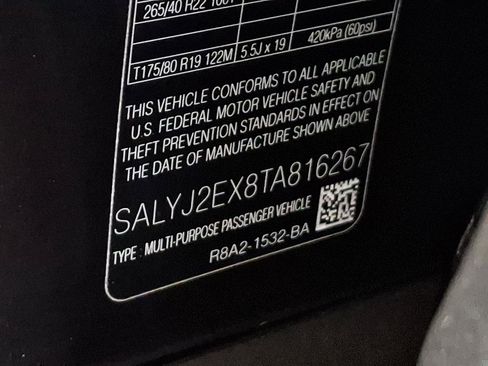 265/40 R22
420kPa (60psi)
T175/80 R19 122M 5.5J x 19
THIS VEHICLE CONFORMS TO ALL APPLICABLE
U.S. FEDERAL MOTOR VEHICLE SAFETY AND
THEFT PREVENTION STANDARDS IN EFFECT ON
THE DATE OF MANUFACTURE SHOWN ABOVE
SALYJ2EX8TA816267
TYPE : MULTI-PURPOSE PASSENGER VEHICLE
R8A2-1532-BA